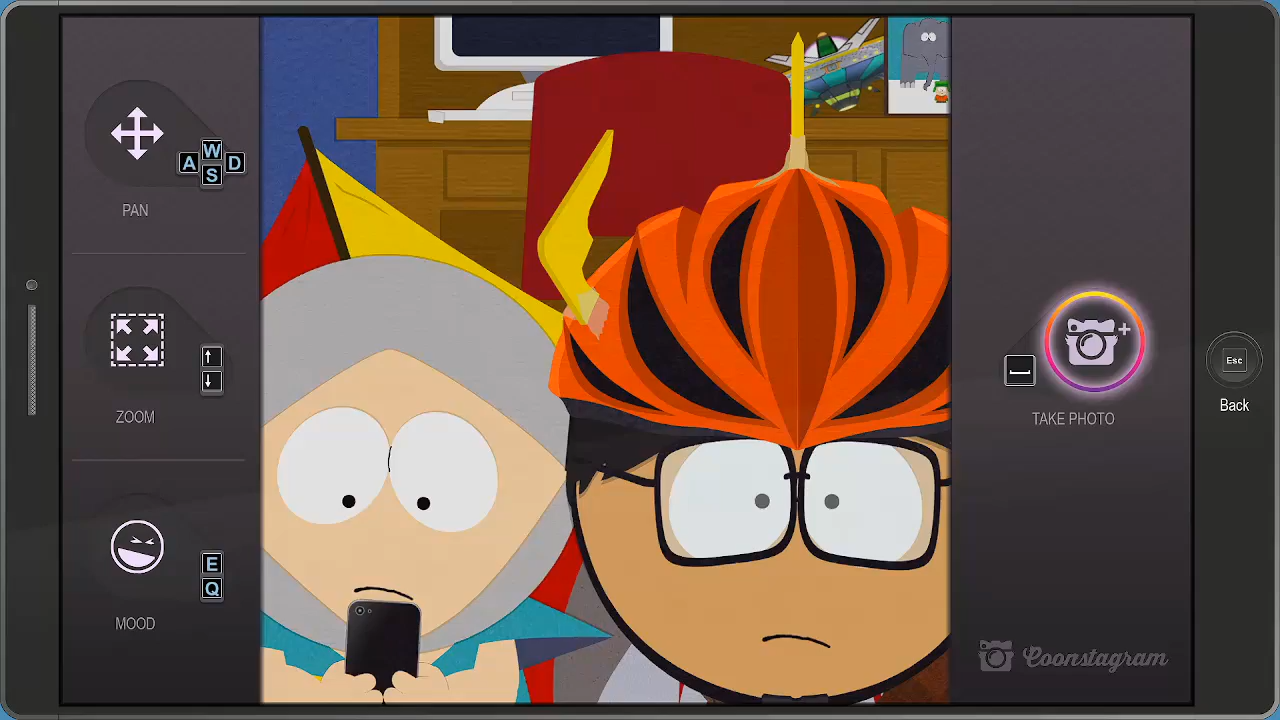 W
A S D
PAN
↑
↓
ZOOM
E
Q
MOOD
TAKE PHOTO
Coonstagram
Esc
Back